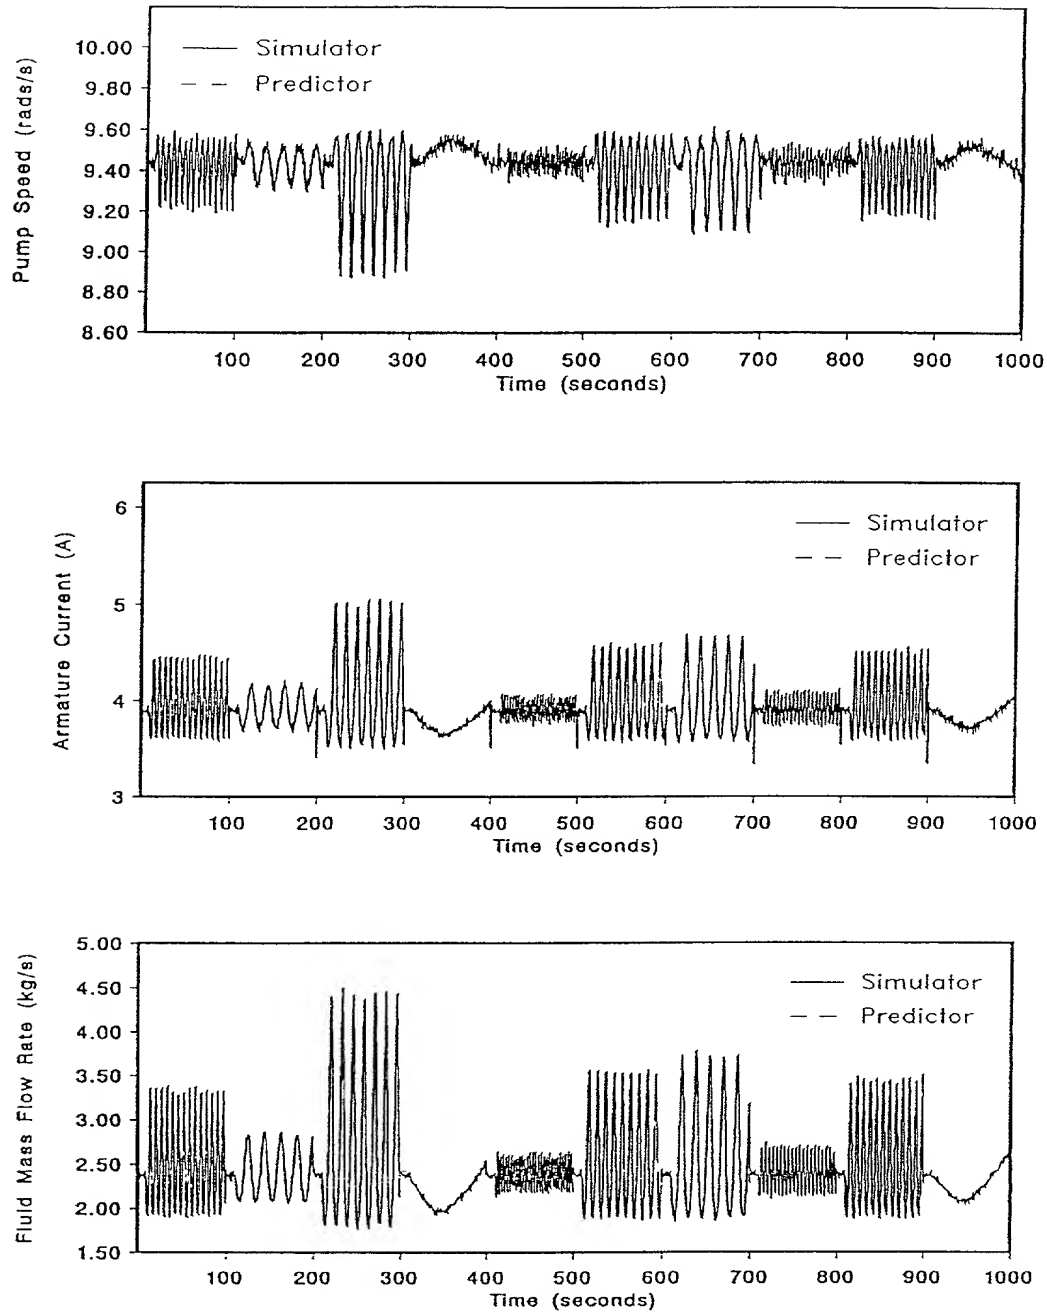 Pump Speed (rads/s)
10.00
9.80
9.60
9.40
9.20
9.00
8.80
8.60
Simulator
Predictor
100 200 300 400 500 600 700 800 900 1000
Time (seconds)
Armature Current (A)
6
5
4
3
Simulator
Predictor
100 200 300 400 500 600 700 800 900 1000
Time (seconds)
Fluid Mass Flow Rate (kg/s)
5.00
4.50
4.00
3.50
3.00
2.50
2.00
1.50
Simulator
Predictor
100 200 300 400 500 600 700 800 900 1000
Time (seconds)